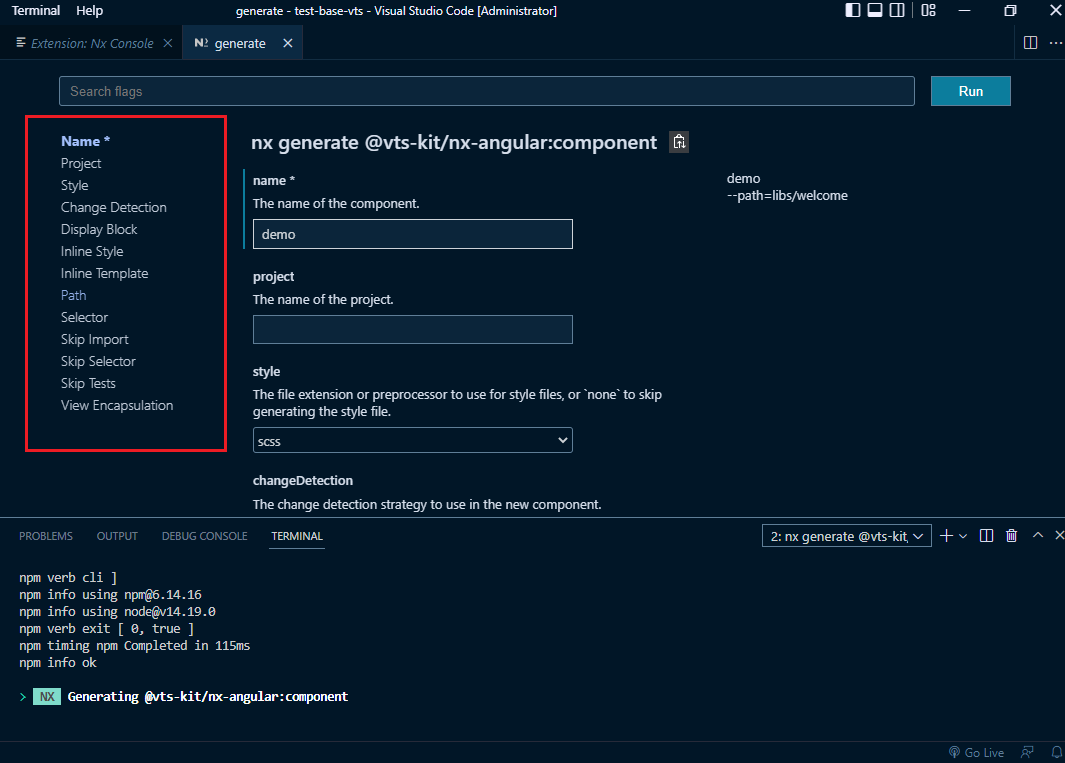 Terminal Help generate - test-base-vts - Visual Studio Code [Administrator]
Extension: Nx Console generate
Search flags Run
Name *
Project
Style
Change Detection
Display Block
Inline Style
Inline Template
Path
Selector
Skip Import
Skip Selector
Skip Tests
View Encapsulation
nx generate @vts-kit/nx-angular:component
name *
The name of the component.
demo
project
The name of the project.
style
The file extension or preprocessor to use for style files, or `none` to skip
generating the style file.
scss
changeDetection
The change detection strategy to use in the new component.
demo
--path=libs/welcome
PROBLEMS OUTPUT DEBUG CONSOLE TERMINAL 2: nx generate @vts-kit,
npm verb cli ]
npm info using npm@6.14.16
npm info using node@v14.19.0
npm verb exit [ 0, true ]
npm timing npm Completed in 115ms
npm info ok
> NX Generating @vts-kit/nx-angular:component
Go Live